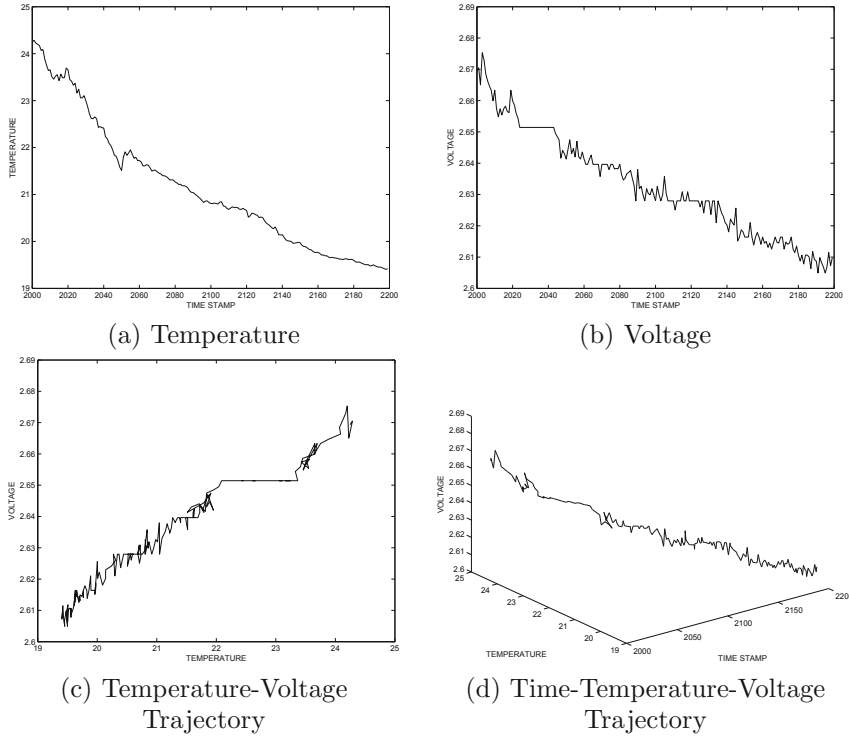 25
24
23
22
21
20
19
TEMPERATURE
2000 2020 2040 2060 2080 2100 2120 2140 2160 2180 2200
TIME STAMP
(a) Temperature
2.69
2.68
2.67
2.66
2.65
2.64
2.63
2.62
2.61
2.6
VOLTAGE
2000 2020 2040 2060 2080 2100 2120 2140 2160 2180 2200
TIME STAMP
(b) Voltage
2.69
2.68
2.67
2.66
2.65
2.64
2.63
2.62
2.61
2.6
VOLTAGE
19 20 21 22 23 24 25
TEMPERATURE
(c) Temperature-Voltage
Trajectory
2.69
2.68
2.67
2.66
2.65
2.64
2.63
2.62
2.61
2.6
VOLTAGE
25
24
23
22
21
20
19
TEMPERATURE
2000
2050
2100
2150
220
TIME STAMP
(d) Time-Temperature-Voltage
Trajectory